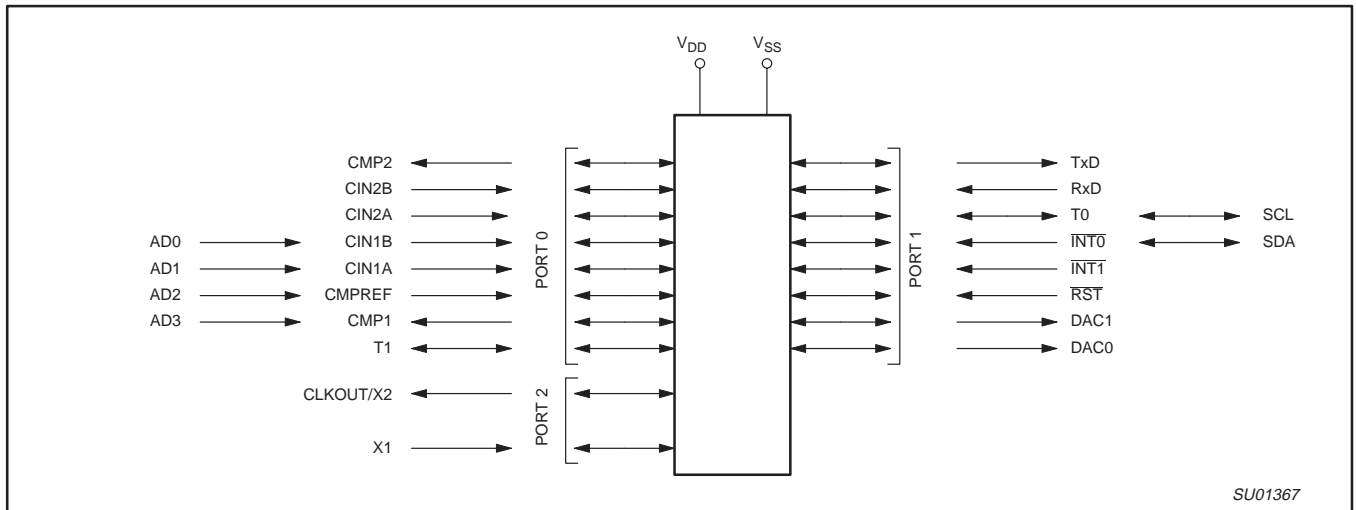 VDD VSS
CMP2 TxD
CIN2B RxD
CIN2A T0 SCL
AD0 CIN1B INT0 SDA
AD1 CIN1A INT1
AD2 CMPREF RST
AD3 CMP1 DAC1
T1 DAC0
PORT 0
PORT 1
CLKOUT/X2
X1
PORT 2
SU01367